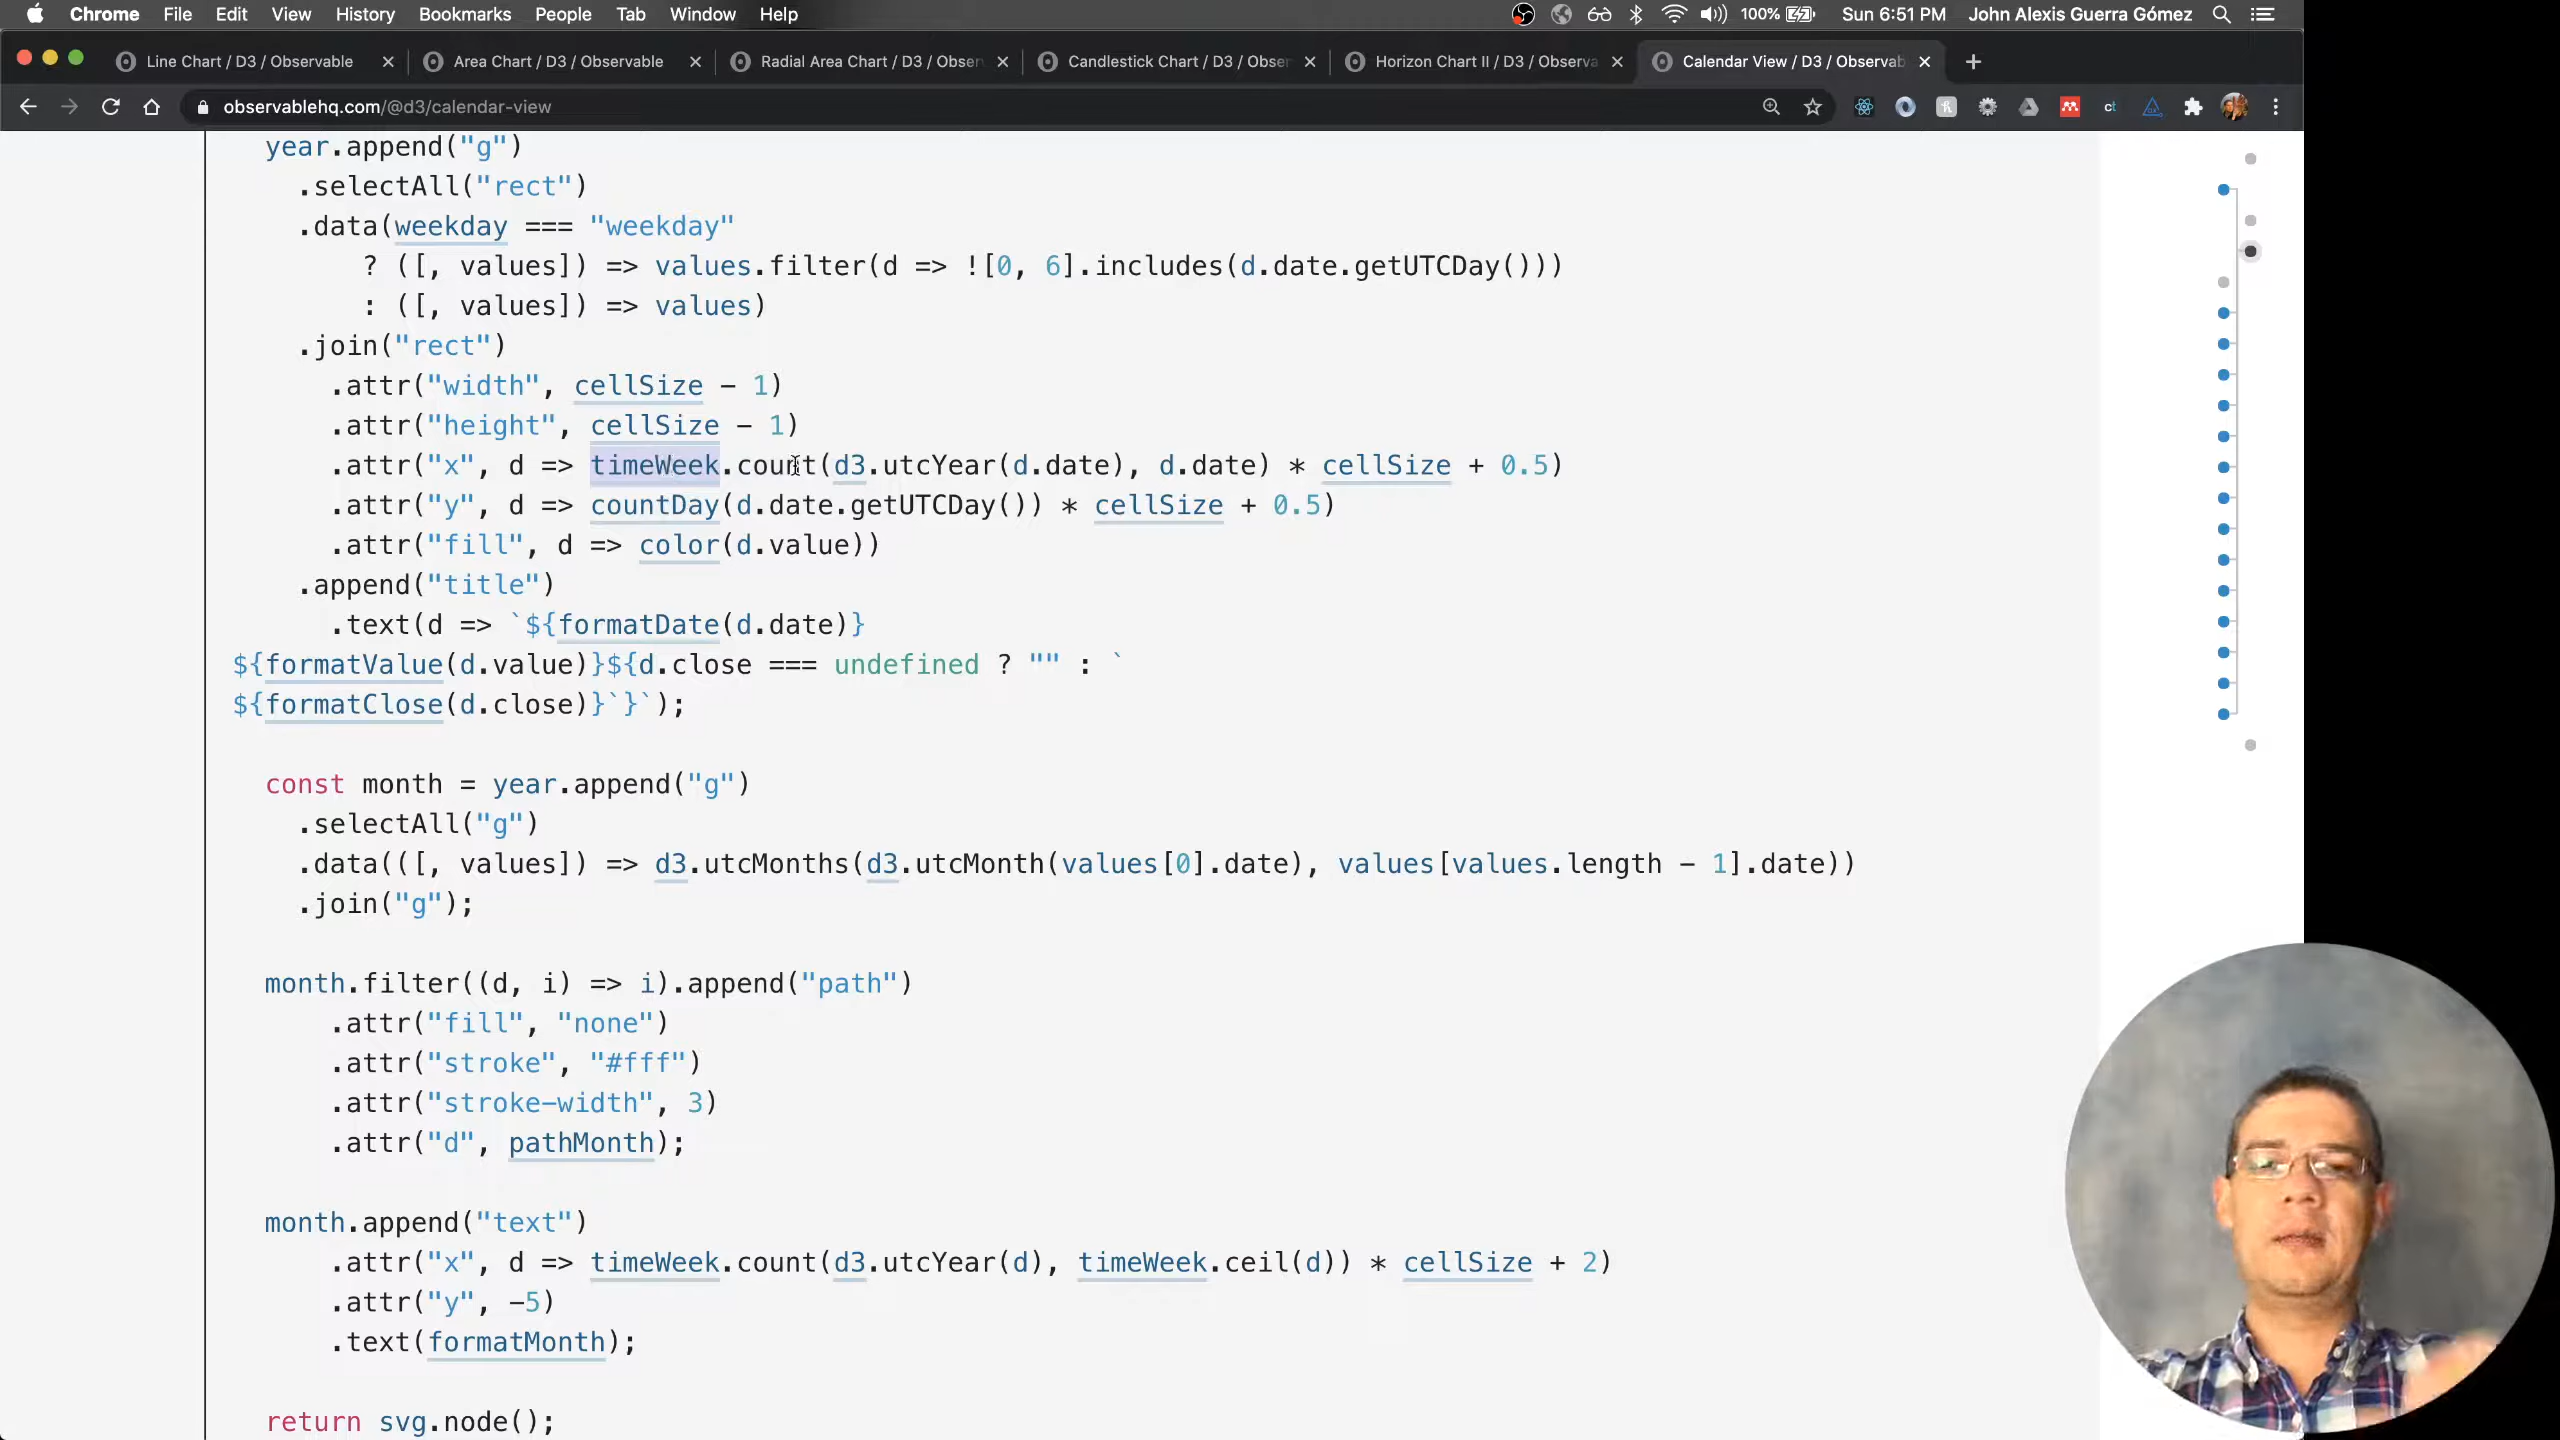 Chrome File Edit View History Bookmarks People Tab Window Help 100% Sun 6:51 PM John Alexis Guerra Gómez
Line Chart / D3 / Observable Area Chart / D3 / Observable Radial Area Chart / D3 / Obser Candlestick Chart / D3 / Obse Horizon Chart II / D3 / Observa Calendar View / D3 / Observab
observablehq.com/@d3/calendar-view
year.append("g")
.selectAll("rect")
.data(weekday === "weekday"
? ([, values]) => values.filter(d => ![0, 6].includes(d.date.getUTCDay()))
: ([, values]) => values)
.join("rect")
.attr("width", cellSize - 1)
.attr("height", cellSize - 1)
.attr("x", d => timeWeek.count(d3.utcYear(d.date), d.date) * cellSize + 0.5)
.attr("y", d => countDay(d.date.getUTCDay()) * cellSize + 0.5)
.attr("fill", d => color(d.value))
.append("title")
.text(d => `${formatDate(d.date)}
${formatValue(d.value)}${d.close === undefined ? "" : `
${formatClose(d.close)}`}`);
const month = year.append("g")
.selectAll("g")
.data(([, values]) => d3.utcMonths(d3.utcMonth(values[0].date), values[values.length - 1].date))
.join("g");
month.filter((d, i) => i).append("path")
.attr("fill", "none")
.attr("stroke", "#fff")
.attr("stroke-width", 3)
.attr("d", pathMonth);
month.append("text")
.attr("x", d => timeWeek.count(d3.utcYear(d), timeWeek.ceil(d)) * cellSize + 2)
.attr("y", -5)
.text(formatMonth);
return svg.node();